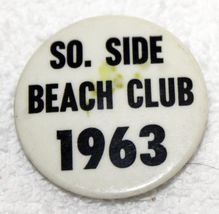 SO. SIDE
BEACH CLUB
1963